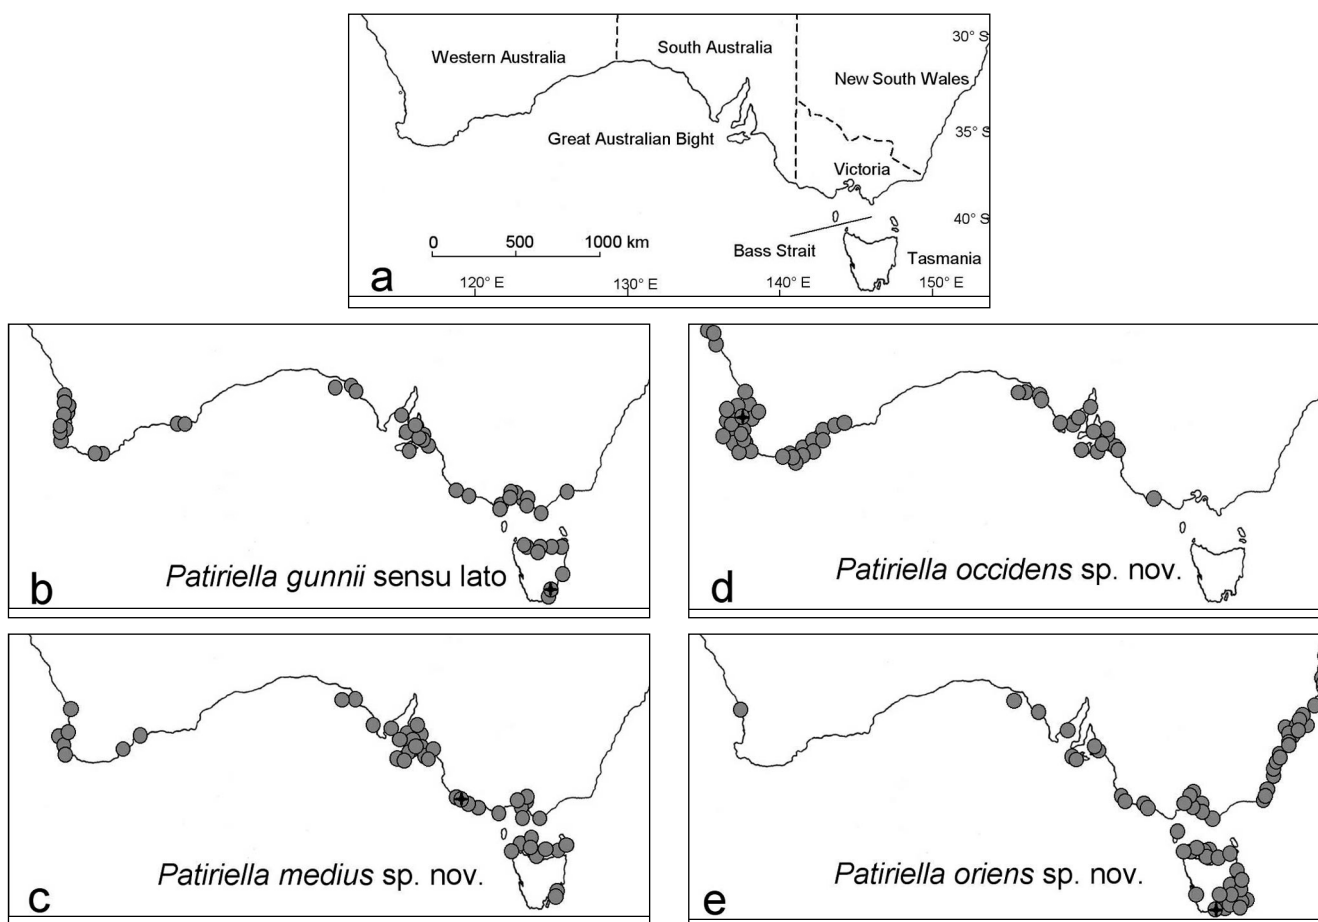 30° S
South Australia
Western Australia
New South Wales
35° S
Great Australian Bight
Victoria
40° S
0 500 1000 km
Bass Strait
Tasmania
a
120° E 130° E 140° E 150° E
b
Patiriella gunnii sensu lato
d
Patiriella occidens sp. nov.
c
Patiriella medius sp. nov.
e
Patiriella oriens sp. nov.